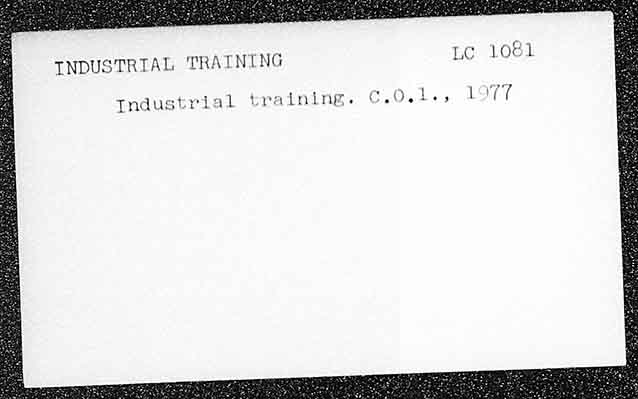 INDUSTRIAL TRAINING LC 1081
Industrial training. C.O.l., 1977